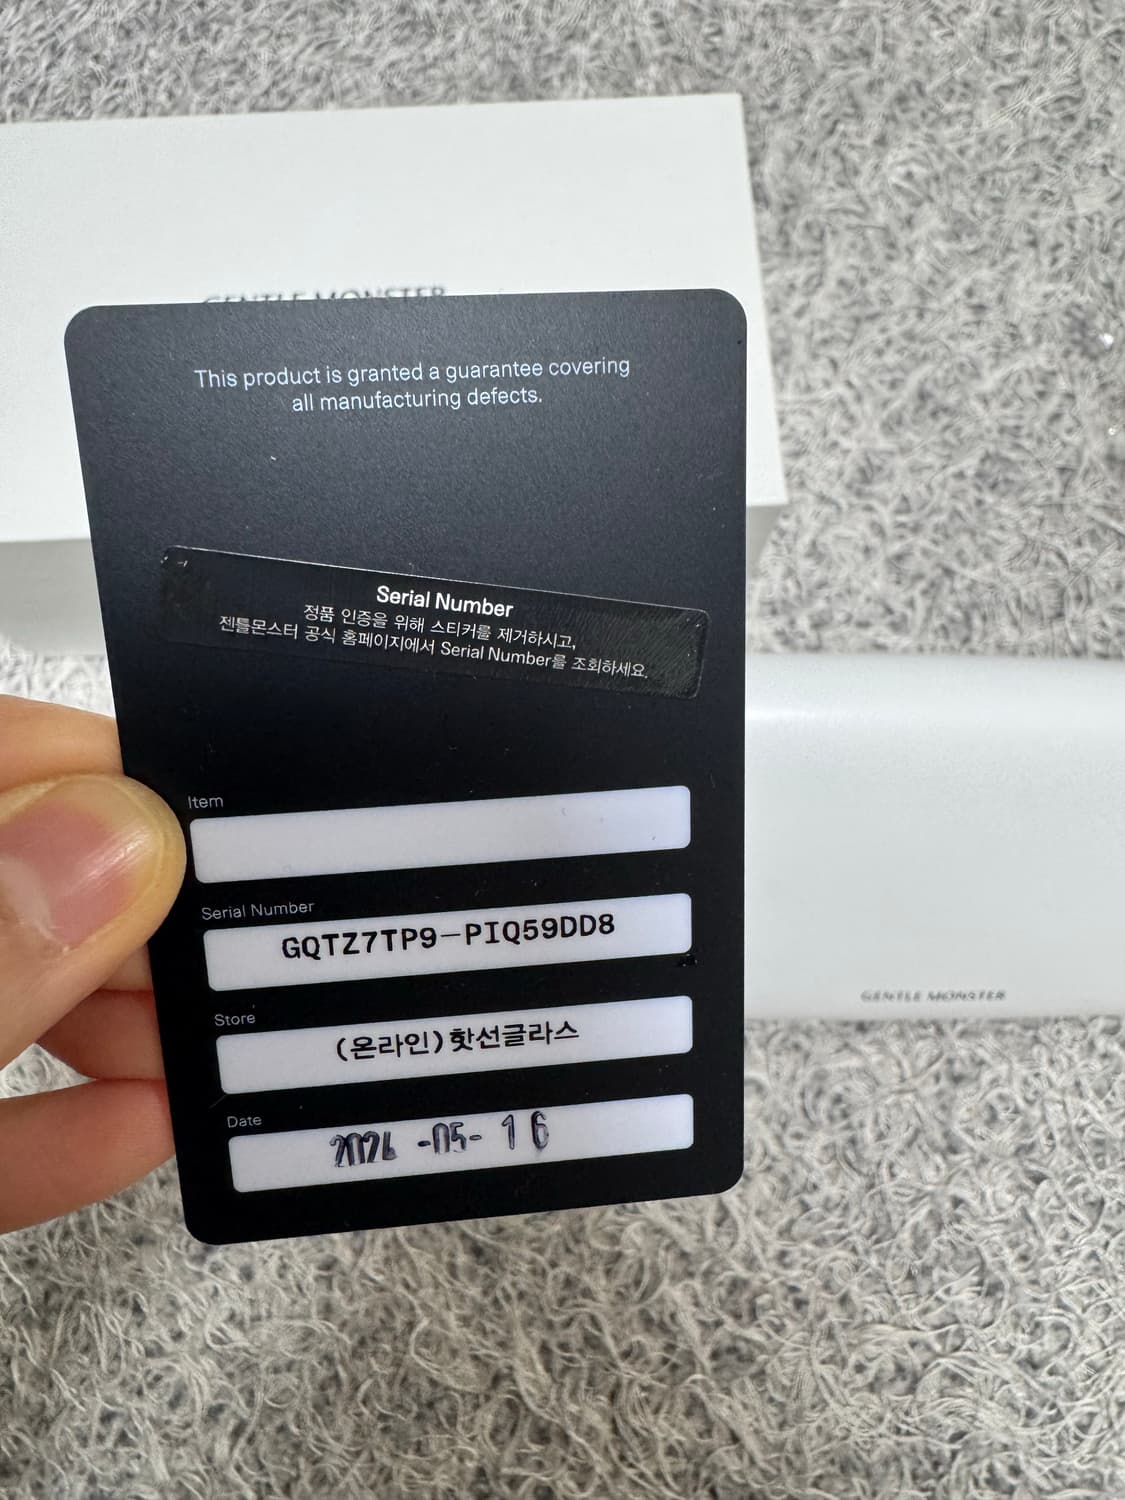 GENTLE MONSTER
This product is granted a guarantee covering
all manufacturing defects.
Serial Number
정품 인증을 위해 스티커를 제거하시고,
젠틀몬스터 공식 홈페이지에서 Serial Number를 조회하세요.
Item
Serial Number
GQTZ7TP9-PIQ59DD8
Store
(온라인)핫선글라스
Date
2024-05-16
GENTLE MONSTER